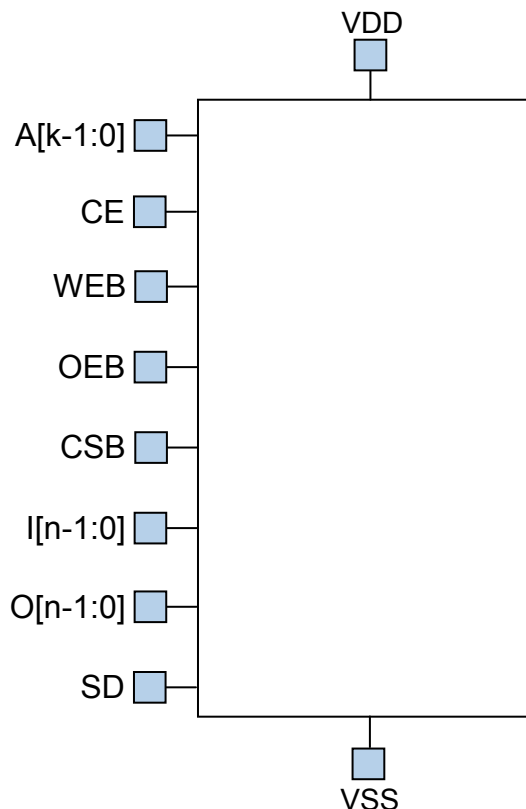 VDD
A[k-1:0]
CE
WEB
OEB
CSB
I[n-1:0]
O[n-1:0]
SD
VSS